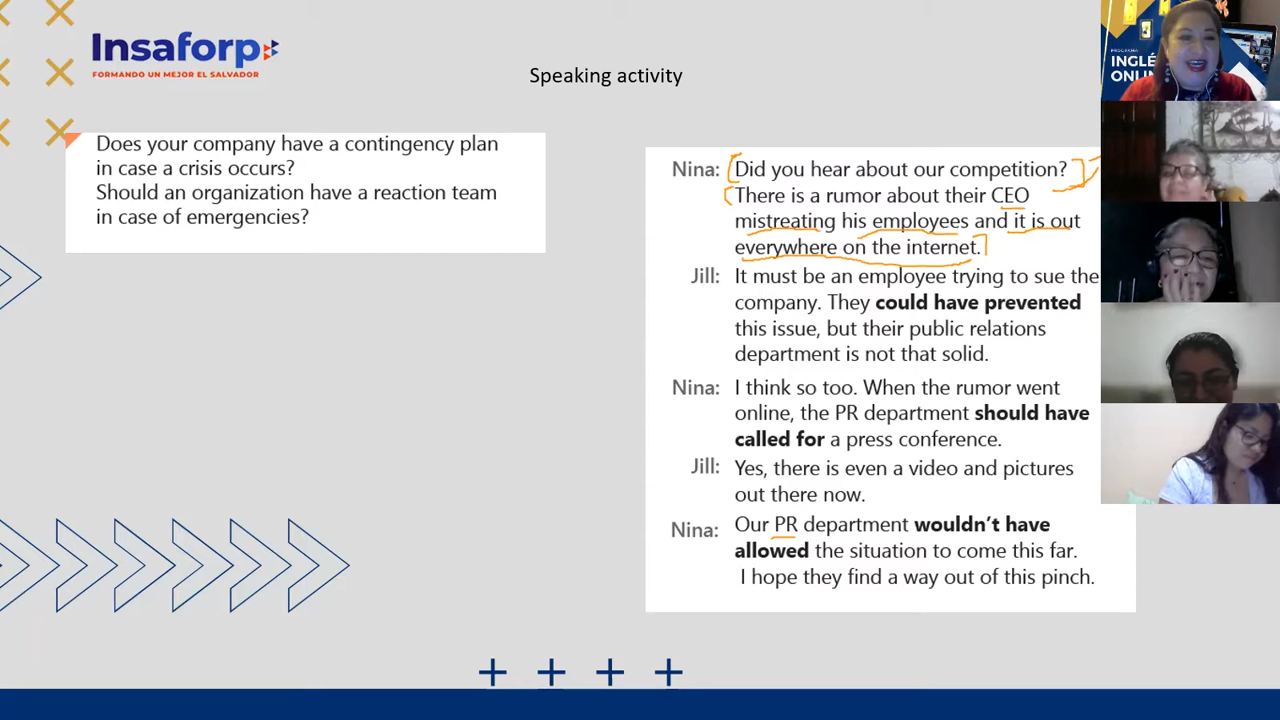 Insaforp
FORMANDO UN MEJOR EL SALVADOR
Speaking activity
PROGRAMA
INGLÉ
ONLIN
Does your company have a contingency plan
in case a crisis occurs?
Should an organization have a reaction team
in case of emergencies?
Nina: Did you hear about our competition?
There is a rumor about their CEO
mistreating his employees and it is out
everywhere on the internet.
Jill: It must be an employee trying to sue the
company. They could have prevented
this issue, but their public relations
department is not that solid.
Nina: I think so too. When the rumor went
online, the PR department should have
called for a press conference.
Jill: Yes, there is even a video and pictures
out there now.
Nina: Our PR department wouldn't have
allowed the situation to come this far.
I hope they find a way out of this pinch.